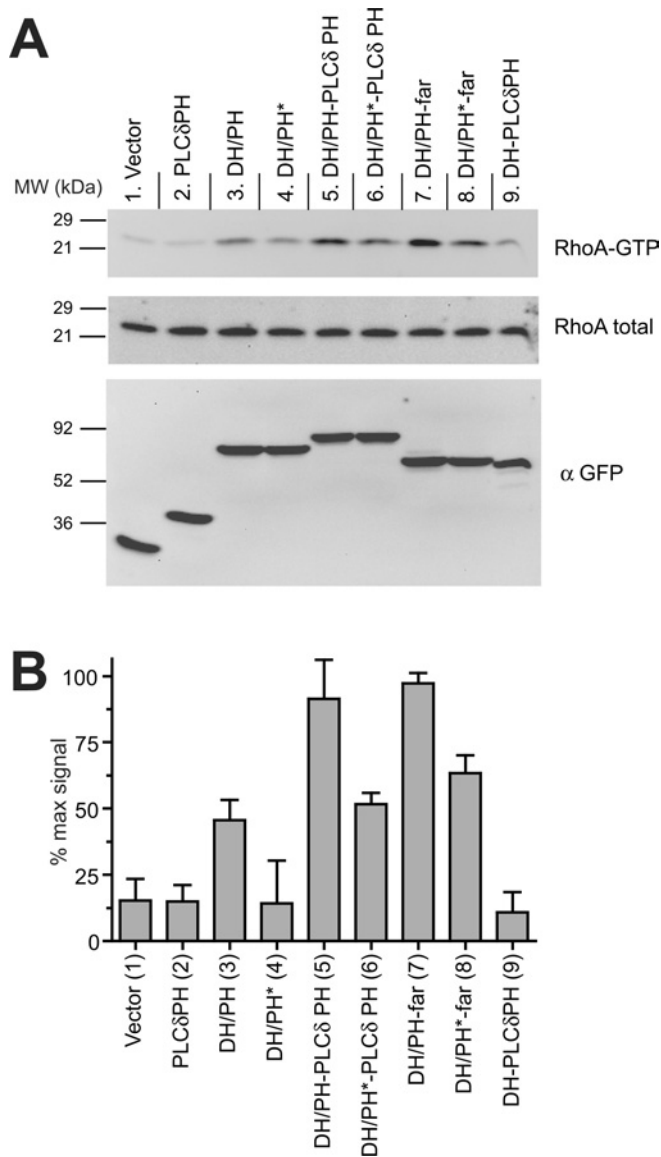 A
MW (kDa)
1. Vector
2. PLCδPH
3. DH/PH
4. DH/PH*
5. DH/PH-PLCδ PH
6. DH/PH*-PLCδ PH
7. DH/PH-far
8. DH/PH*-far
9. DH-PLCδPH
29
21
RhoA-GTP
29
21
RhoA total
92
52
36
α GFP
B
% max signal
100
75
50
25
0
Vector (1)
PLCδPH (2)
DH/PH (3)
DH/PH* (4)
DH/PH-PLCδ PH (5)
DH/PH*-PLCδ PH (6)
DH/PH-far (7)
DH/PH*-far (8)
DH-PLCδPH (9)